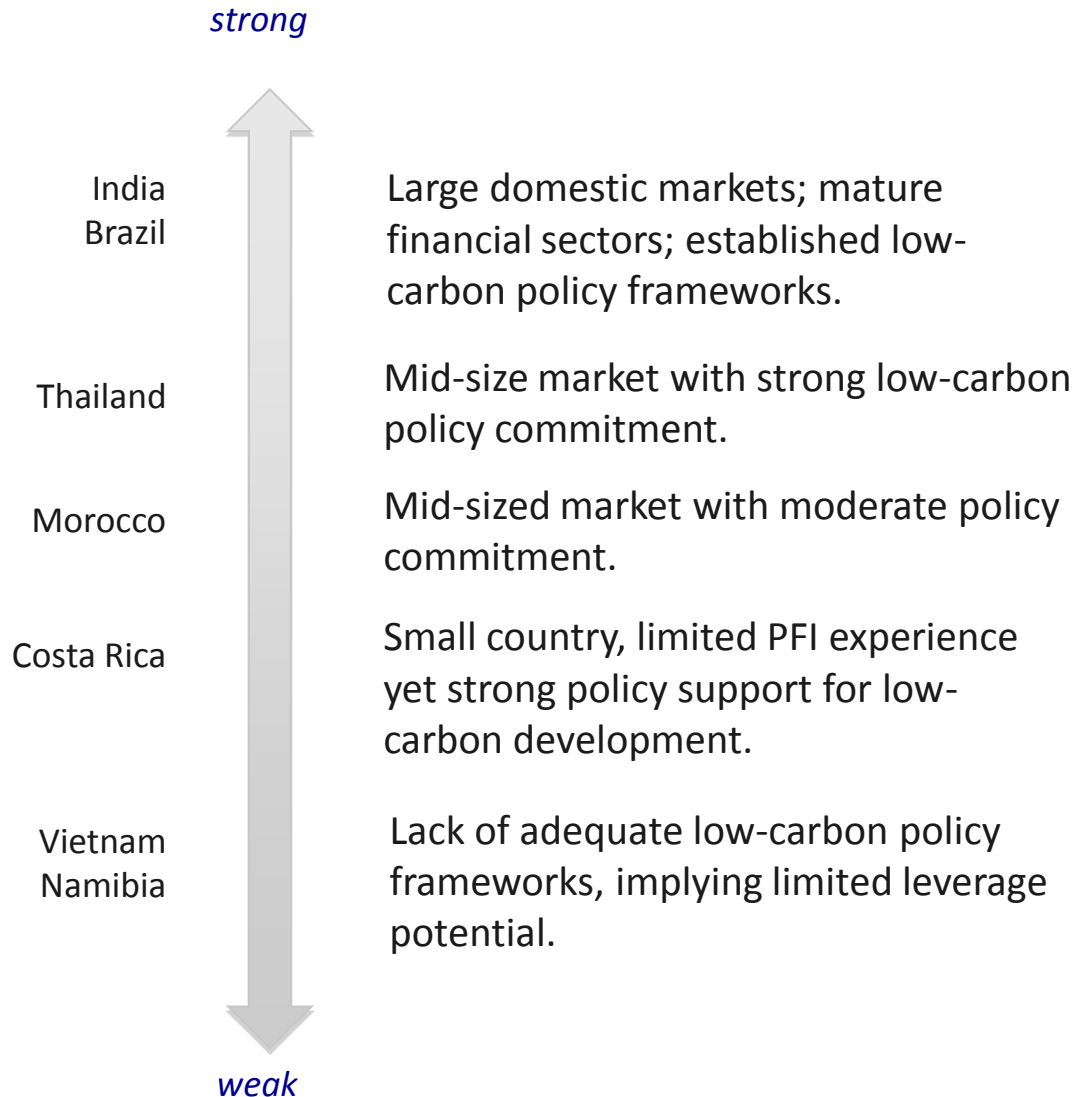 strong
India
Brazil
Large domestic markets; mature
financial sectors; established low-
carbon policy frameworks.
Thailand
Mid-size market with strong low-carbon
policy commitment.
Morocco
Mid-sized market with moderate policy
commitment.
Costa Rica
Small country, limited PFI experience
yet strong policy support for low-
carbon development.
Vietnam
Namibia
Lack of adequate low-carbon policy
frameworks, implying limited leverage
potential.
weak